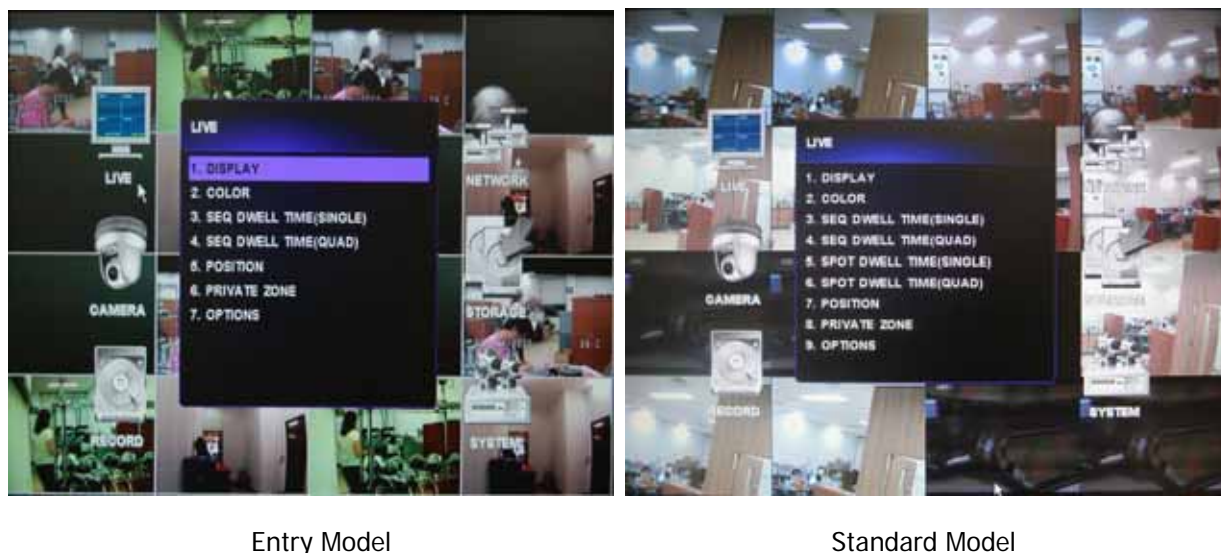 LIVE
1. DISPLAY
2. COLOR
3. SEQ DWELL TIME(SINGLE)
4. SEQ DWELL TIME(QUAD)
5. POSITION
6. PRIVATE ZONE
7. OPTIONS
LIVE
CAMERA
RECORD
NETWORK
STORAGE
SYSTEM
Entry Model
LIVE
1. DISPLAY
2. COLOR
3. SEQ DWELL TIME(SINGLE)
4. SEQ DWELL TIME(QUAD)
5. SPOT DWELL TIME(SINGLE)
6. SPOT DWELL TIME(QUAD)
7. POSITION
8. PRIVATE ZONE
9. OPTIONS
LIVE
CAMERA
RECORD
SYSTEM
Standard Model